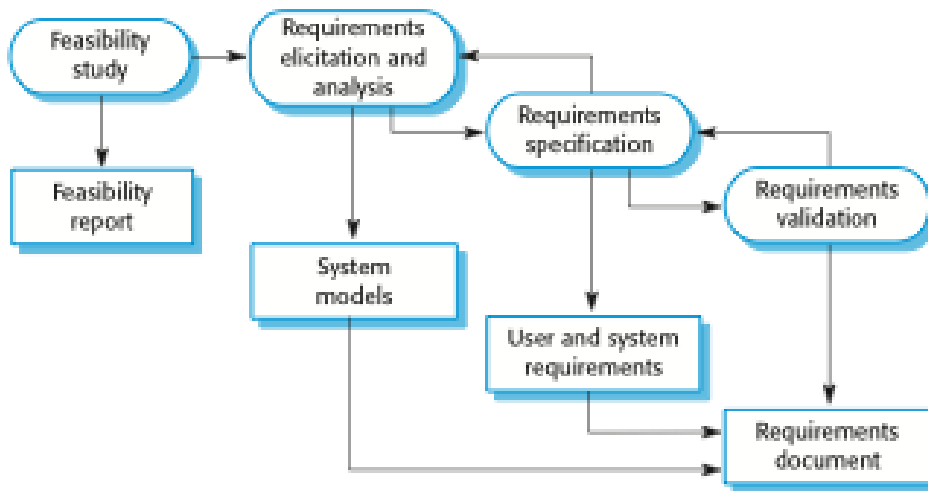 Feasibility
study
Requirements
elicitation and
analysis
Requirements
specification
Requirements
validation
Feasibility
report
System
models
User and system
requirements
Requirements
document